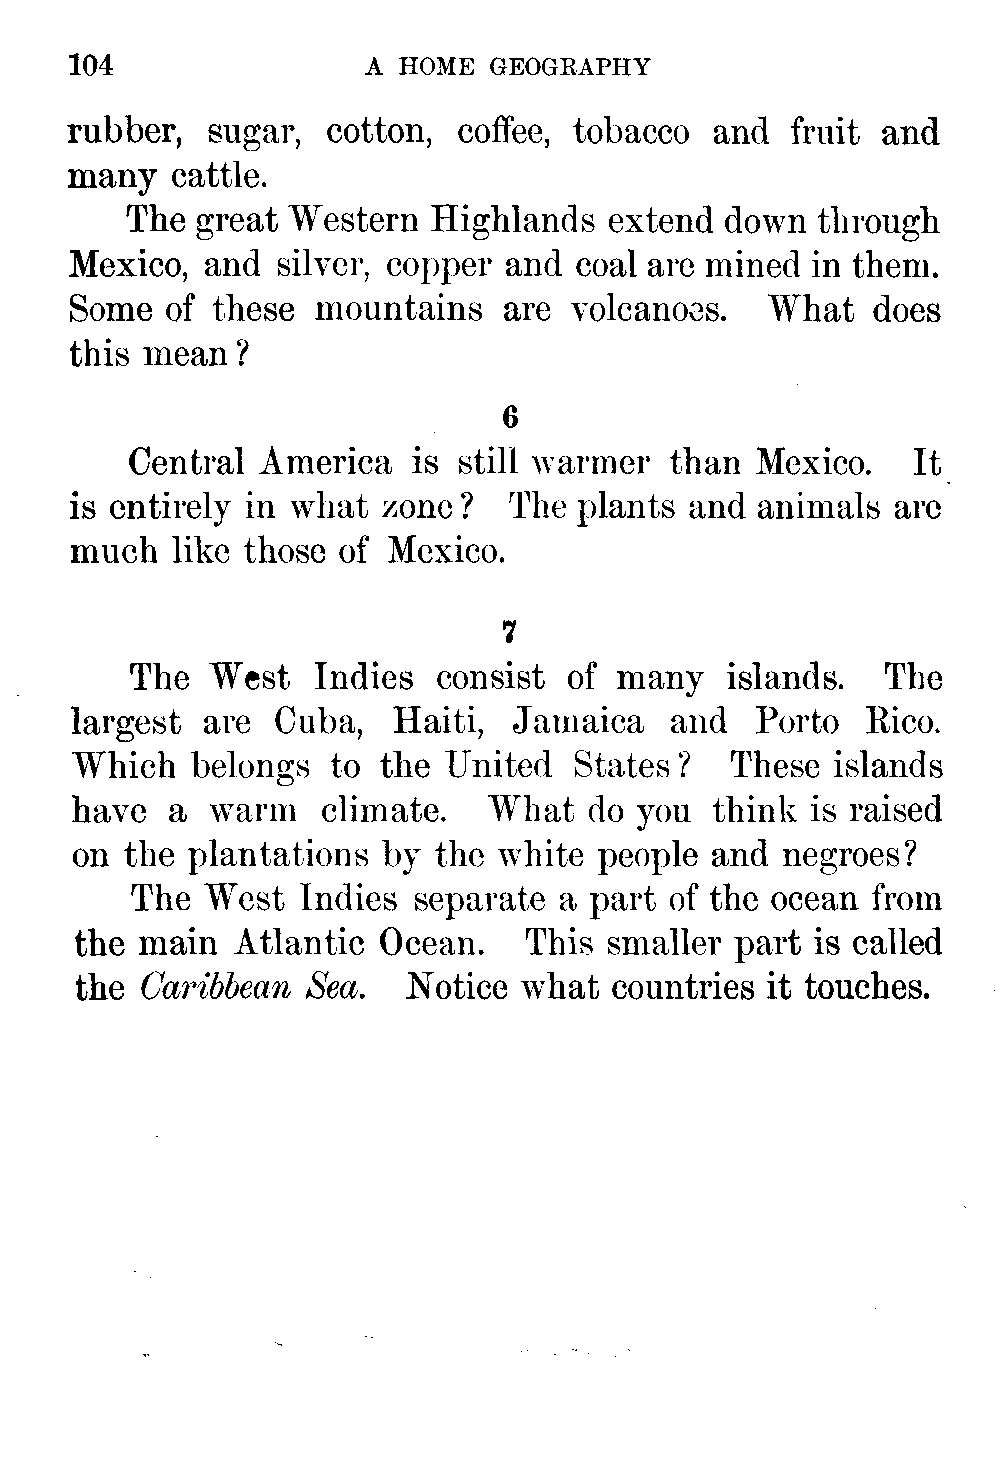 104 A HOME GEOGRAPHY
rubber, sugar, cotton, coffee, tobacco and fruit and
many cattle.
The great Western Highlands extend down through
Mexico, and silver, copper and coal are mined in them.
Some of these mountains are volcanoes. What does
this mean?
6
Central America is still warmer than Mexico. It
is entirely in what zone? The plants and animals are
much like those of Mexico.
7
The West Indies consist of many islands. The
largest are Cuba, Haiti, Jamaica and Porto Rico.
Which belongs to the United States? These islands
have a warm climate. What do you think is raised
on the plantations by the white people and negroes?
The West Indies separate a part of the ocean from
the main Atlantic Ocean. This smaller part is called
the Caribbean Sea. Notice what countries it touches.